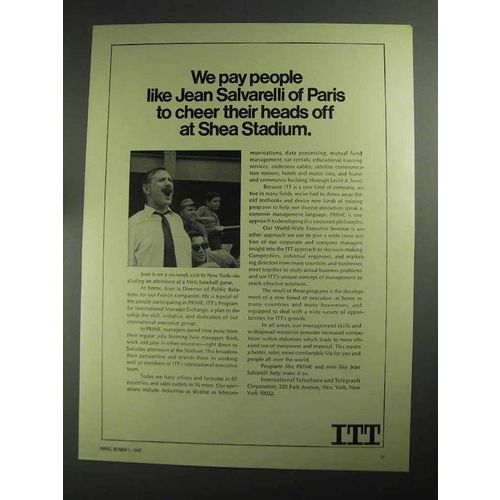 We pay people
like Jean Salvarelli of Paris
to cheer their heads off
at Shea Stadium.
Jean is on a six-week visit to New York—in-
cluding an afternoon at a Mets baseball game.
At home, Jean is Director of Public Rela-
tions for our French companies. He is typical of
the people participating in PRIME, ITT's Program
for International Manager Exchange, a plan to de-
velop the skill, initiative, and dedication of our
international executive group.
In PRIME, managers spend time away from
their regular jobs learning how managers think,
work and play in other countries—right down to
Saturday afternoon at the Stadium. This broadens
their perspective and orients them to working
well as members of ITT's international executive
team.
Today we have offices and factories in 67
countries, and sales outlets in 56 more. Our oper-
ations include industries as diverse as telecom-
munications, data processing, mutual fund
management, car rentals, educational training
services, underseas cables, satellite communica-
tion stations, hotels and motor inns, and home
and community building (through Levitt & Sons).
Because ITT is a new kind of company, ac-
tive in many fields, we've had to throw away the
old textbooks and device new kinds of training
programs to help our diverse executives speak a
common management language. PRIME is one
approach to developing this corporate philosophy.
Our World-Wide Executive Seminar is an-
other approach we use to give a wide cross sec-
tion of our corporate and company managers
insight into the ITT approach to decision-making.
Comptrollers, industrial engineers, and market-
ing directors from many countries and businesses
meet together to study actual business problems
and use ITT's unique concept of management to
reach effective solutions.
The result of these programs is the develop-
ment of a new breed of executive—at home in
many countries and many businesses, and
equipped to deal with a wide variety of oppor-
tunities for growth.
In all areas, our management skills and
widespread resources generate increased compe-
tition within industries which leads to more effi-
cient use of manpower and material. This means
a better, safer, more comfortable life for you and
people all over the world.
Programs like PRIME and men like Jean
Salvarelli help make it so.
International Telephone and Telegraph
Corporation, 320 Park Avenue, New York, New
York 10022.
ITT
FORBES, OCTOBER 1, 1968